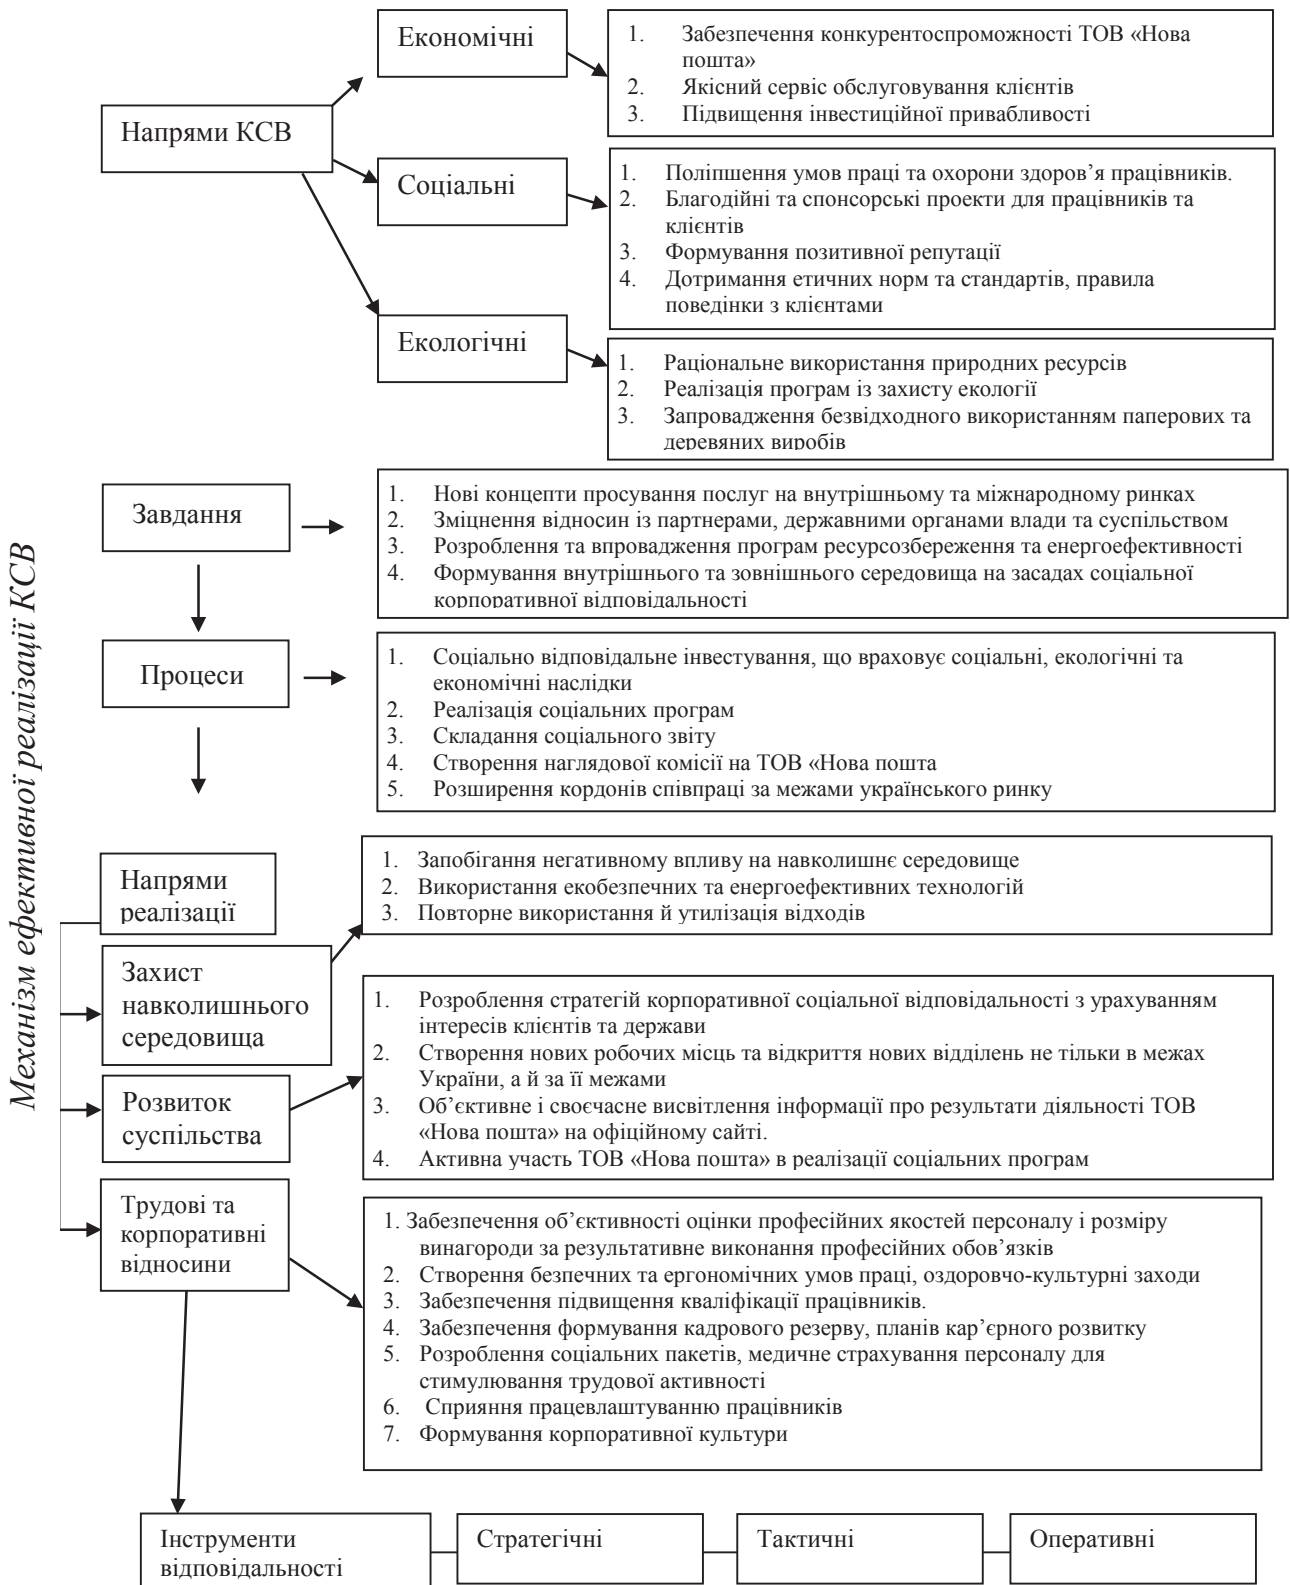 Механізм ефективної реалізації КСВ
Напрями КСВ
Економічні
1. Забезпечення конкурентоспроможності ТОВ «Нова
пошта»
2. Якісний сервіс обслуговування клієнтів
3. Підвищення інвестиційної привабливості
Соціальні
1. Поліпшення умов праці та охорони здоров’я працівників.
2. Благодійні та спонсорські проекти для працівників та
клієнтів
3. Формування позитивної репутації
4. Дотримання етичних норм та стандартів, правила
поведінки з клієнтами
Екологічні
1. Раціональне використання природних ресурсів
2. Реалізація програм із захисту екології
3. Запровадження безвідходного використанням паперових та
деревяних виробів
Завдання
1. Нові концепти просування послуг на внутрішньому та міжнародному ринках
2. Зміцнення відносин із партнерами, державними органами влади та суспільством
3. Розроблення та впровадження програм ресурсозбереження та енергоефективності
4. Формування внутрішнього та зовнішнього середовища на засадах соціальної
корпоративної відповідальності
Процеси
1. Соціально відповідальне інвестування, що враховує соціальні, екологічні та
економічні наслідки
2. Реалізація соціальних програм
3. Складання соціального звіту
4. Створення наглядової комісії на ТОВ «Нова пошта
5. Розширення кордонів співпраці за межами українського ринку
Напрями
реалізації
Захист
навколишнього
середовища
1. Запобігання негативному впливу на навколишнє середовище
2. Використання екобезпечних та енергоефективних технологій
3. Повторне використання й утилізація відходів
Розвиток
суспільства
1. Розроблення стратегій корпоративної соціальної відповідальності з урахуванням
інтересів клієнтів та держави
2. Створення нових робочих місць та відкриття нових відділень не тільки в межах
України, а й за її межами
3. Об’єктивне і своєчасне висвітлення інформації про результати діяльності ТОВ
«Нова пошта» на офіційному сайті.
4. Активна участь ТОВ «Нова пошта» в реалізації соціальних програм
Трудові та
корпоративні
відносини
1. Забезпечення об’єктивності оцінки професійних якостей персоналу і розміру
винагороди за результативне виконання професійних обов’язків
2. Створення безпечних та ергономічних умов праці, оздоровчо-культурні заходи
3. Забезпечення підвищення кваліфікації працівників.
4. Забезпечення формування кадрового резерву, планів кар’єрного розвитку
5. Розроблення соціальних пакетів, медичне страхування персоналу для
стимулювання трудової активності
6. Сприяння працевлаштуванню працівників
7. Формування корпоративної культури
Інструменти
відповідальності
Стратегічні
Тактичні
Оперативні